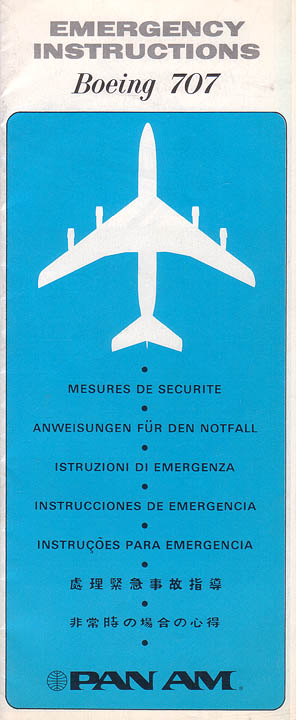 EMERGENCY
INSTRUCTIONS
Boeing 707
MESURES DE SECURITE
ANWEISUNGEN FÜR DEN NOTFALL
ISTRUZIONI DI EMERGENZA
INSTRUCCIONES DE EMERGENCIA
INSTRUÇÕES PARA EMERGENCIA
處理緊急事故指導
非常時の場合の心得
PAN AM.